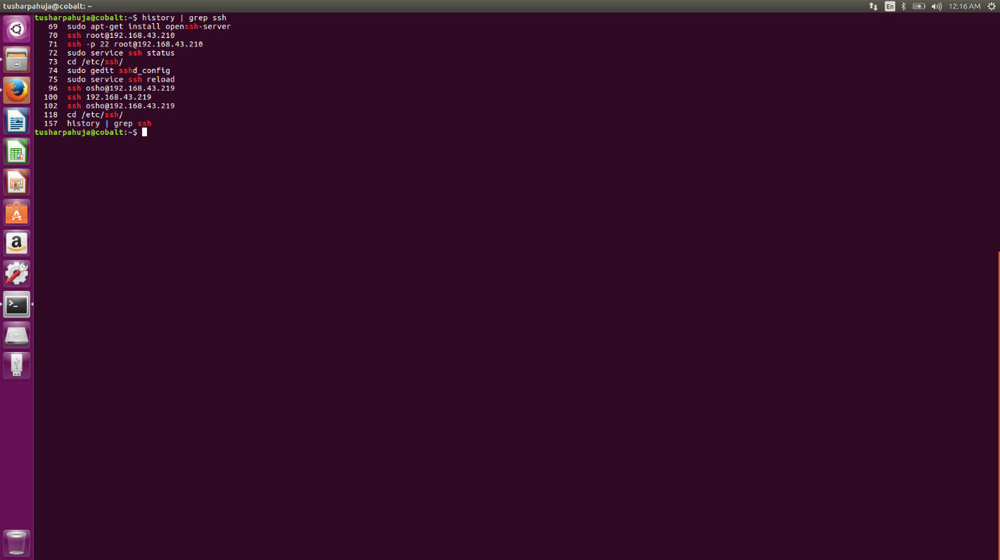 tusharpahuja@cobalt: ~
En
12:16 AM
tusharpahuja@cobalt:~$ history | grep ssh
69 sudo apt-get install openssh-server
70 ssh root@192.168.43.210
71 ssh -p 22 root@192.168.43.210
72 sudo service ssh status
73 cd /etc/ssh/
74 sudo gedit sshd_config
75 sudo service ssh reload
96 ssh osho@192.168.43.219
100 ssh 192.168.43.219
102 ssh osho@192.168.43.219
118 cd /etc/ssh/
157 history | grep ssh
tusharpahuja@cobalt:~$